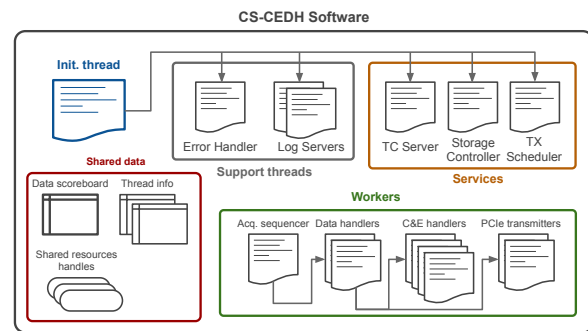 CS-CEDH Software
Init. thread
Error Handler
Log Servers
Support threads
TC Server
Storage
Controller
TX
Scheduler
Services
Shared data
Data scoreboard
Thread info
Shared resources
handles
Workers
Acq. sequencer
Data handlers
C&E handlers
PCIe transmitters